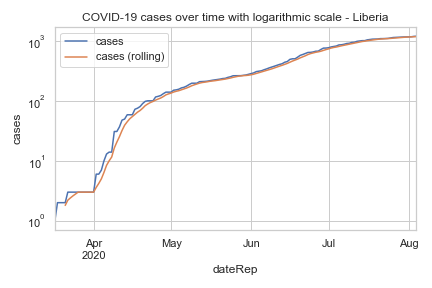 COVID-19 cases over time with logarithmic scale - Liberia
cases
cases (rolling)
10³
10²
10¹
10⁰
cases
Apr
2020
May
Jun
Jul
Aug
dateRep